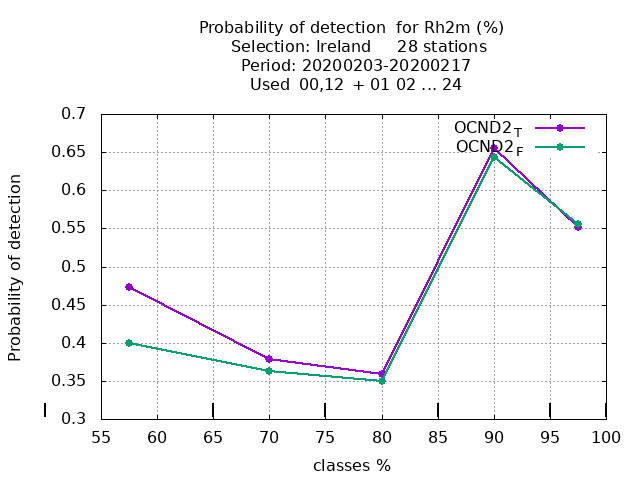 Probability of detection for Rh2m (%)
Selection: Ireland 28 stations
Period: 20200203-20200217
Used 00,12 + 01 02 ... 24
OCND2T
OCND2F
0.7
0.65
0.6
0.55
0.5
0.45
0.4
0.35
0.3
Probability of detection
55 60 65 70 75 80 85 90 95 100
classes %